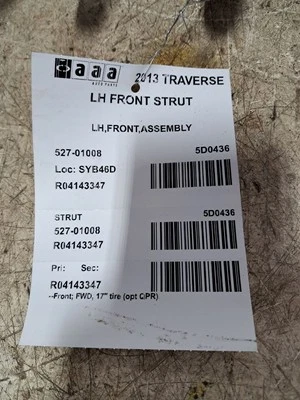 aaa 2013 TRAVERSE
AUTO PARTS
LH FRONT STRUT
LH,FRONT,ASSEMBLY
527-01008 5D0436
Loc: SYB46D
R04143347
STRUT 5D0436
527-01008
R04143347
Pri: Sec:
R04143347
--Front; FWD, 17" tire (opt QPR)